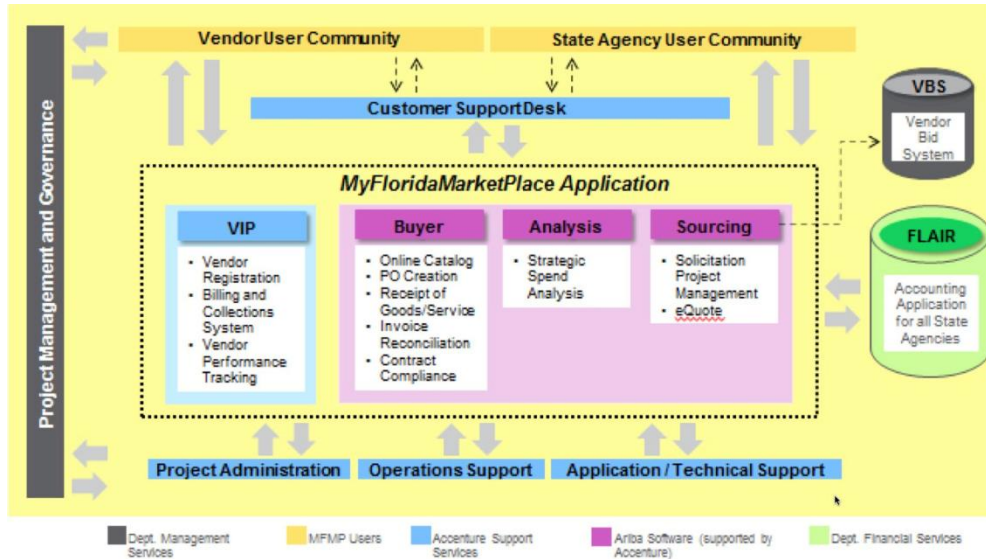 Project Management and Governance
Vendor User Community
State Agency User Community
Customer Support Desk
VBS
Vendor
Bid
System
MyFloridaMarketPlace Application
VIP
• Vendor
Registration
• Billing and
Collections
System
• Vendor
Performance
Tracking
Buyer
• Online Catalog
• PO Creation
• Receipt of
Goods/Service
• Invoice
Reconciliation
• Contract
Compliance
Analysis
• Strategic
Spend
Analysis
Sourcing
• Solicitation
Project
Management
• eQuote
FLAIR
Accounting
Application
for all State
Agencies
Project Administration
Operations Support
Application / Technical Support
Dept. Management
Services
MFMP Users
Accenture Support
Services
Ariba Software (supported by
Accenture)
Dept. Financial Services